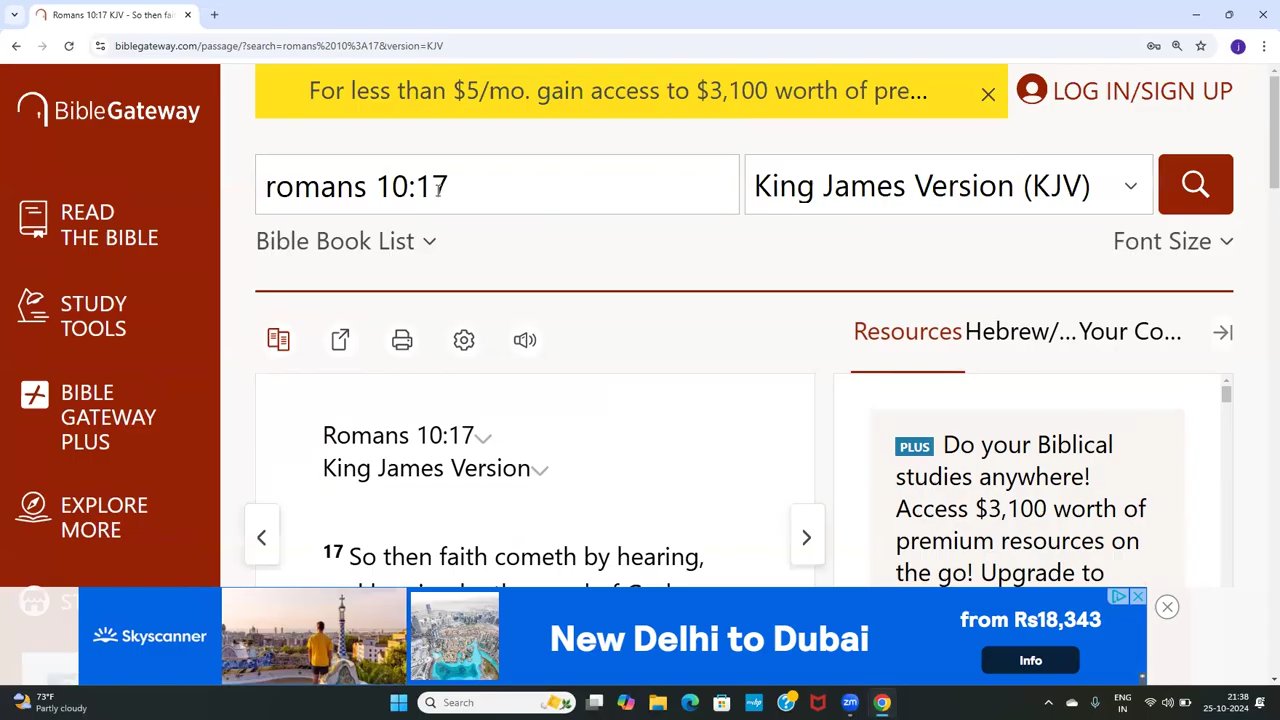 Romans 10:17 KJV - So then fai
biblegateway.com/passage/?search=romans%2010%3A17&version=KJV
BibleGateway
For less than $5/mo. gain access to $3,100 worth of pre...
LOG IN/SIGN UP
romans 10:17
King James Version (KJV)
Bible Book List
Font Size
READ
THE BIBLE
STUDY
TOOLS
BIBLE
GATEWAY
PLUS
EXPLORE
MORE
Resources
Hebrew/...
Your Co...
Romans 10:17
King James Version
17 So then faith cometh by hearing,
PLUS Do your Biblical
studies anywhere!
Access $3,100 worth of
premium resources on
the go! Upgrade to
Skyscanner
New Delhi to Dubai
from Rs18,343
Info
73°F
Partly cloudy
Search
ENG
IN
21:38
25-10-2024